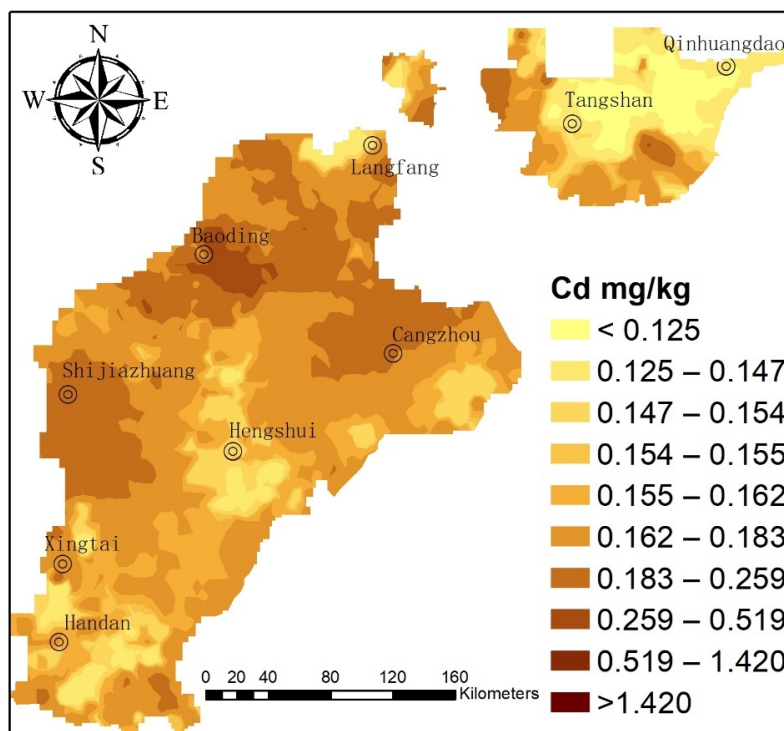 N
W E
S
Qinhuangdao
Tangshan
Langfang
Baoding
Cangzhou
Shijiazhuang
Hengshui
Xingtai
Handan
Cd mg/kg
< 0.125
0.125 – 0.147
0.147 – 0.154
0.154 – 0.155
0.155 – 0.162
0.162 – 0.183
0.183 – 0.259
0.259 – 0.519
0.519 – 1.420
>1.420
0 20 40 80 120 160
Kilometers